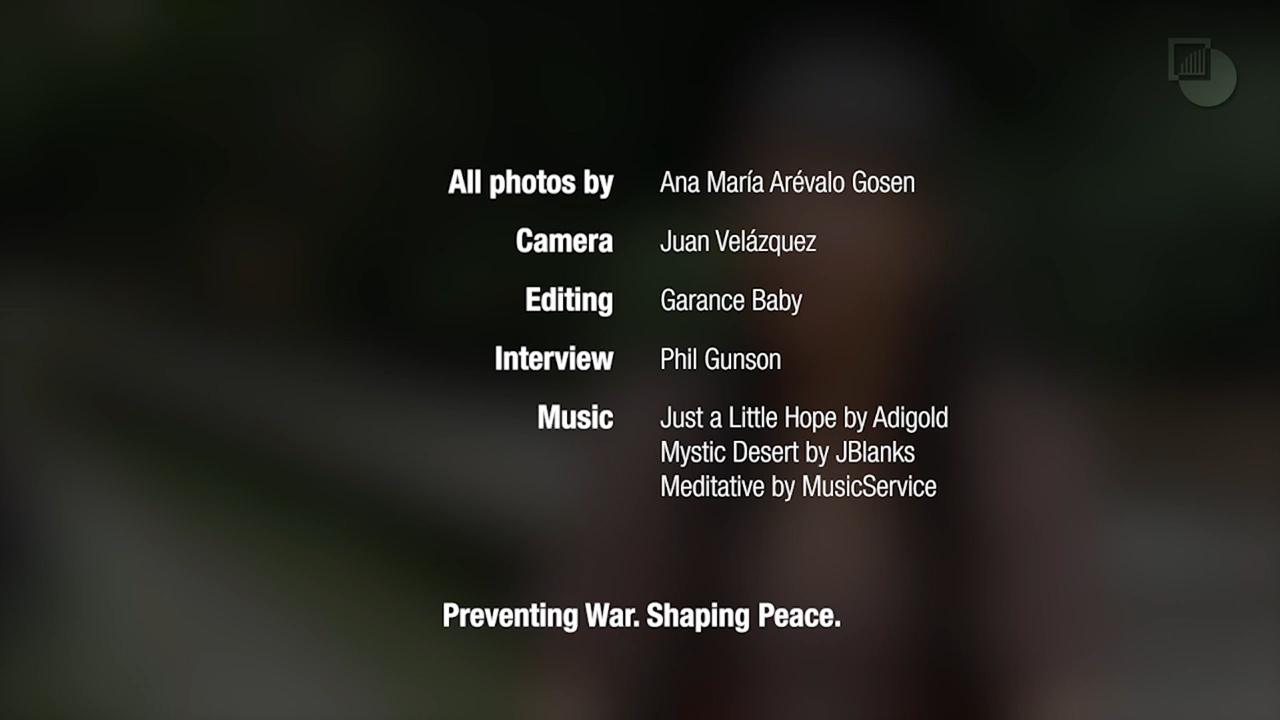 All photos by Ana María Arévalo Gosen
Camera Juan Velázquez
Editing Garance Baby
Interview Phil Gunson
Music Just a Little Hope by Adigold
Mystic Desert by JBlanks
Meditative by MusicService
Preventing War. Shaping Peace.